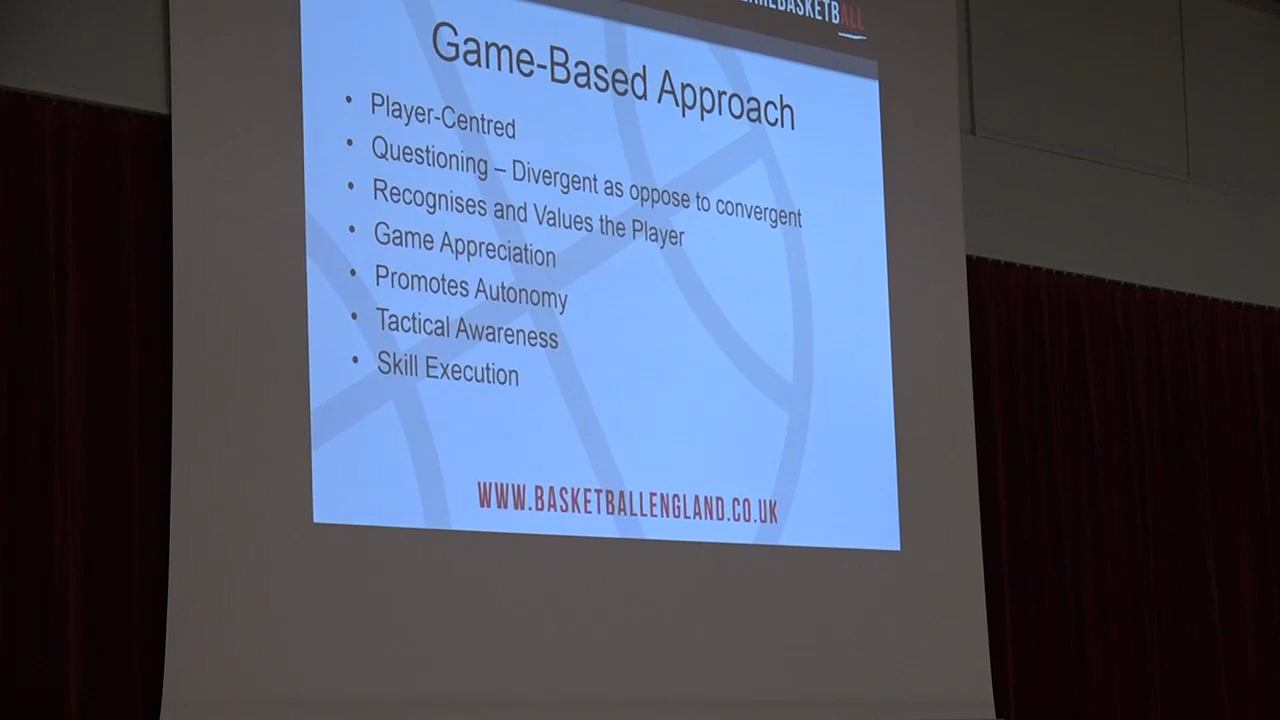 BASKETBALL
Game-Based Approach
• Player-Centred
• Questioning – Divergent as oppose to convergent
• Recognises and Values the Player
• Game Appreciation
• Promotes Autonomy
• Tactical Awareness
• Skill Execution
WWW.BASKETBALLENGLAND.CO.UK